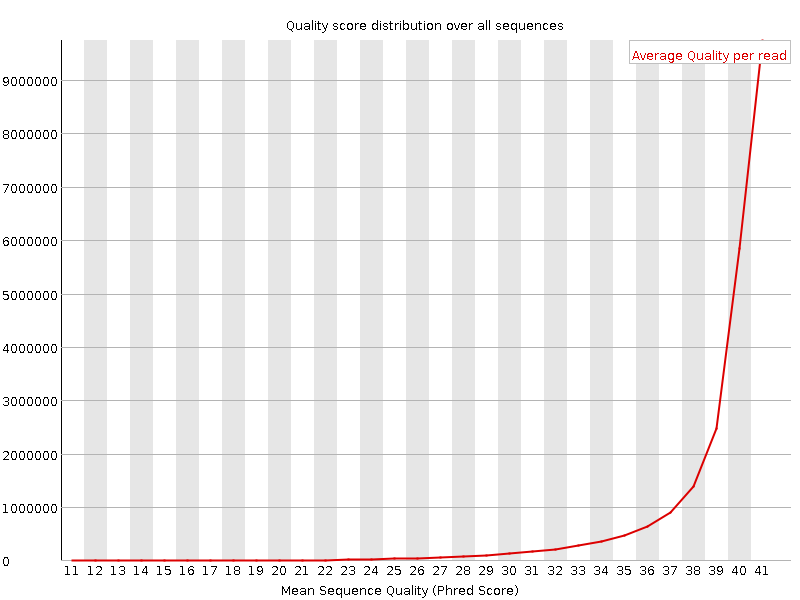 Quality score distribution over all sequences
Average Quality per read
9000000
8000000
7000000
6000000
5000000
4000000
3000000
2000000
1000000
0
11 12 13 14 15 16 17 18 19 20 21 22 23 24 25 26 27 28 29 30 31 32 33 34 35 36 37 38 39 40 41
Mean Sequence Quality (Phred Score)